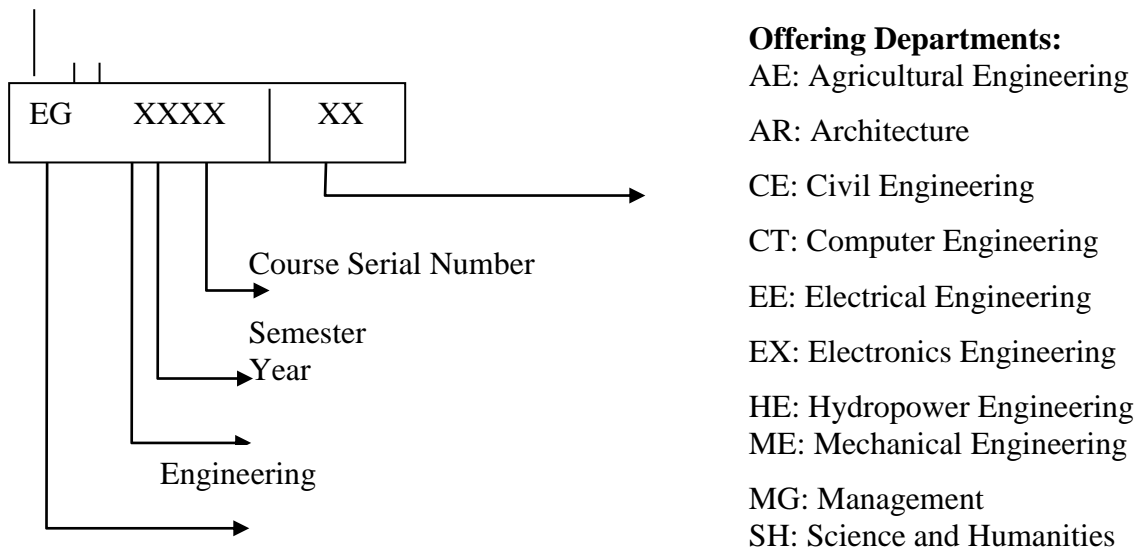 EG XXXX XX
Course Serial Number
Semester
Year
Engineering
Offering Departments:
AE: Agricultural Engineering
AR: Architecture
CE: Civil Engineering
CT: Computer Engineering
EE: Electrical Engineering
EX: Electronics Engineering
HE: Hydropower Engineering
ME: Mechanical Engineering
MG: Management
SH: Science and Humanities